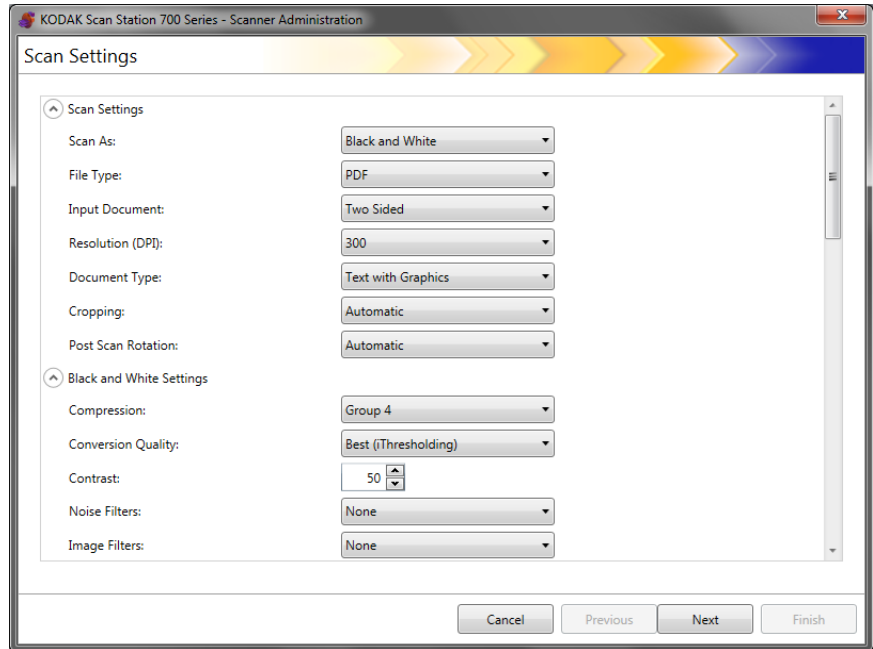 KODAK Scan Station 700 Series - Scanner Administration
Scan Settings
Scan Settings
Scan As: Black and White
File Type: PDF
Input Document: Two Sided
Resolution (DPI): 300
Document Type: Text with Graphics
Cropping: Automatic
Post Scan Rotation: Automatic
Black and White Settings
Compression: Group 4
Conversion Quality: Best (iThresholding)
Contrast: 50
Noise Filters: None
Image Filters: None
Cancel Previous Next Finish